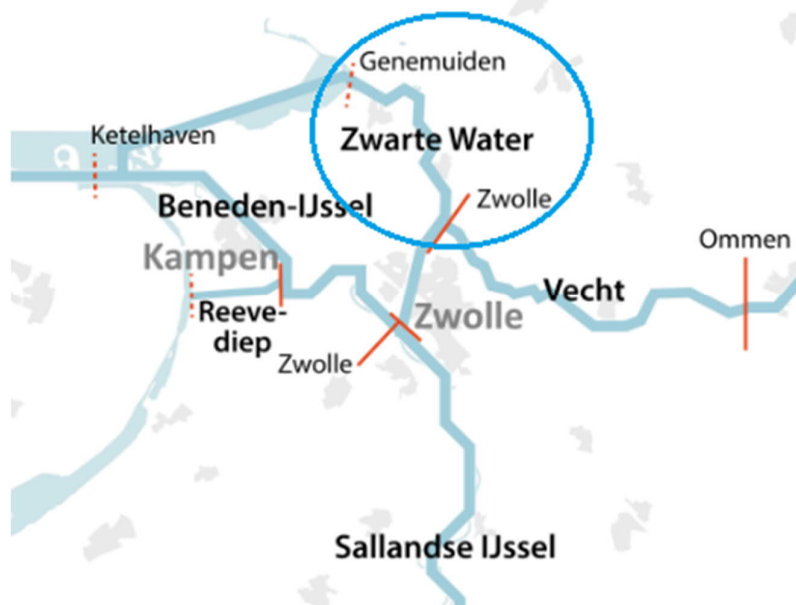 Genemuiden
Ketelhaven
Zwarte Water
Zwolle
Beneden-IJssel
Ommen
Kampen
Vecht
Reeve-
diep
Zwolle
Zwolle
Sallandse IJssel